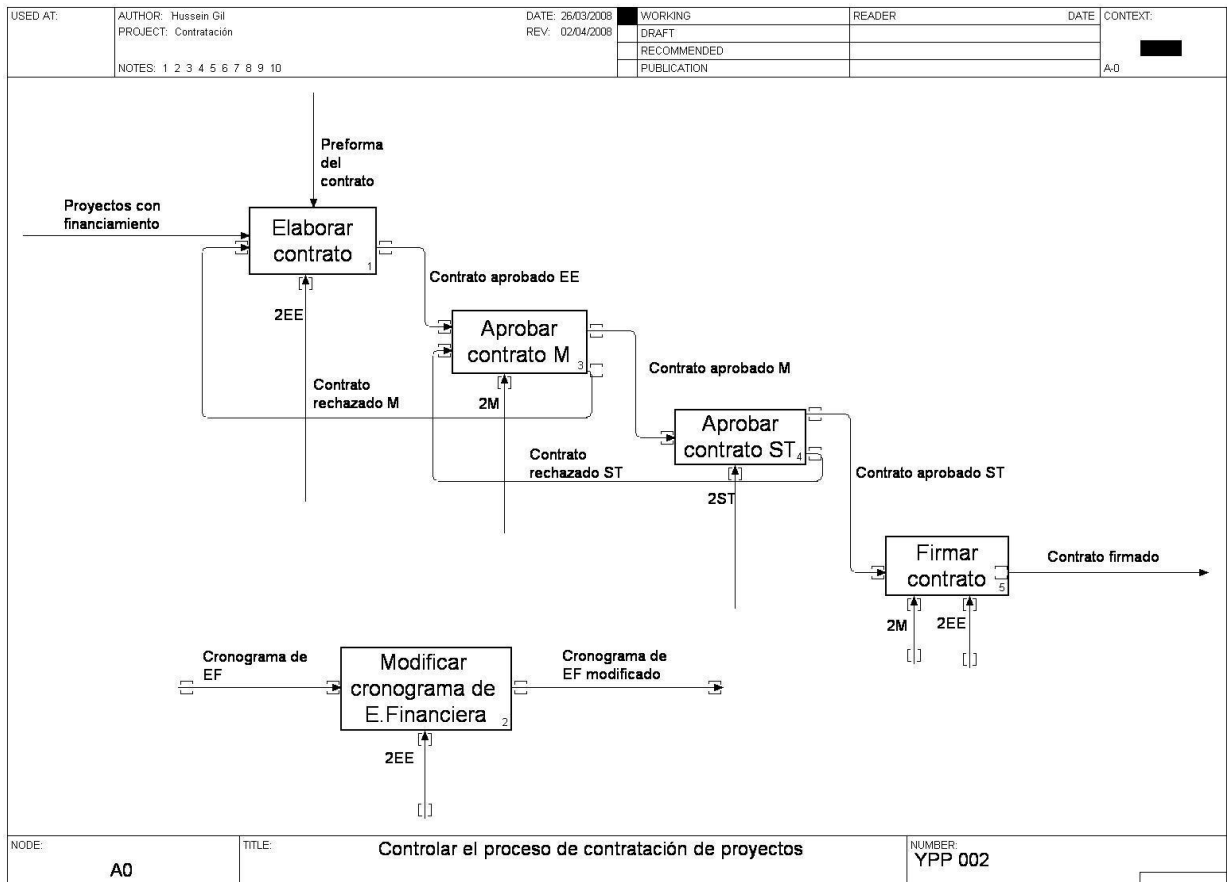 USED AT:
AUTHOR: Hussein Gil
DATE: 26/03/2008
WORKING
READER
DATE
CONTEXT:
PROJECT: Contratación
REV: 02/04/2008
DRAFT
RECOMMENDED
NOTES: 1 2 3 4 5 6 7 8 9 10
PUBLICATION
A-0
Preforma
del
contrato
Proyectos con
financiamiento
Elaborar
contrato
1
Contrato aprobado EE
2EE
Aprobar
contrato M
3
Contrato aprobado M
Contrato
rechazado M
2M
Aprobar
contrato ST
4
Contrato
rechazado ST
Contrato aprobado ST
2ST
Firmar
contrato
5
Contrato firmado
2M
2EE
Cronograma de
EF
Modificar
cronograma de
E.Financiera
2
Cronograma de
EF modificado
2EE
NODE:
A0
TITLE:
Controlar el proceso de contratación de proyectos
NUMBER:
YPP 002